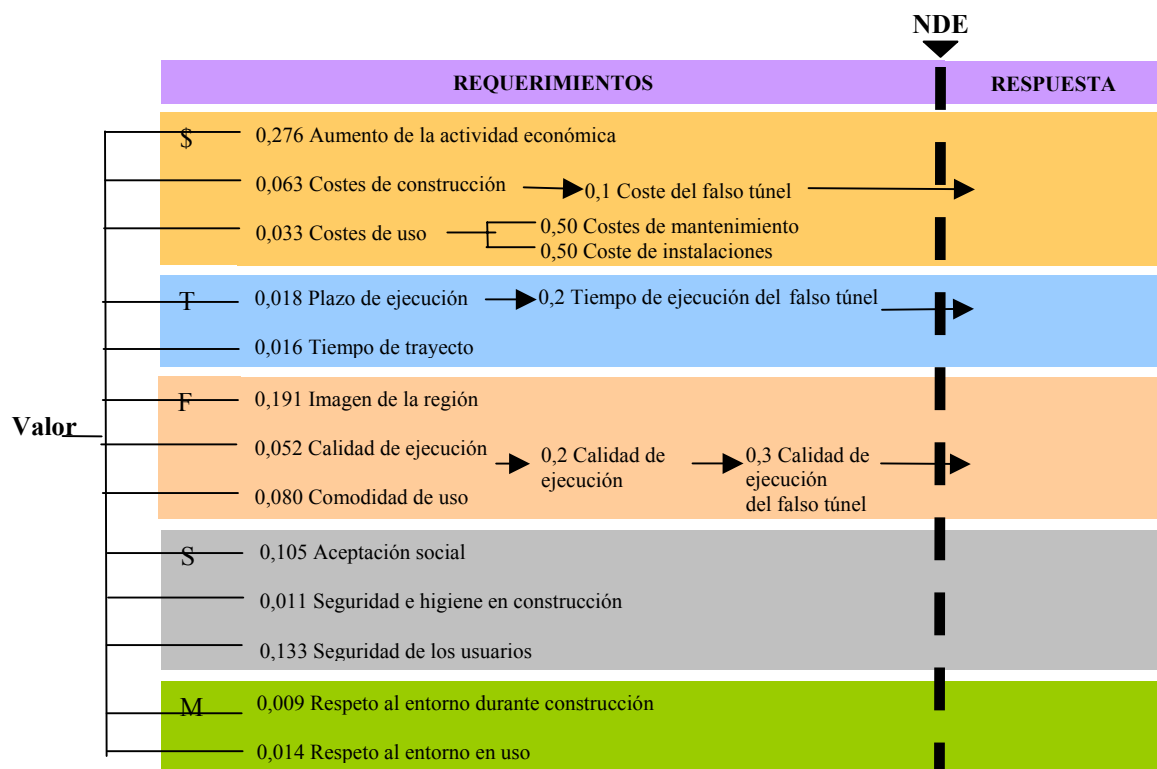 NDE
REQUERIMIENTOS
RESPUESTA
$
0,276 Aumento de la actividad económica
0,063 Costes de construcción
0,1 Coste del falso túnel
0,033 Costes de uso
0,50 Costes de mantenimiento
0,50 Coste de instalaciones
T
0,018 Plazo de ejecución
0,2 Tiempo de ejecución del falso túnel
0,016 Tiempo de trayecto
F
0,191 Imagen de la región
Valor
0,052 Calidad de ejecución
0,2 Calidad de
ejecución
0,3 Calidad de
ejecución
del falso túnel
0,080 Comodidad de uso
S
0,105 Aceptación social
0,011 Seguridad e higiene en construcción
0,133 Seguridad de los usuarios
M
0,009 Respeto al entorno durante construcción
0,014 Respeto al entorno en uso